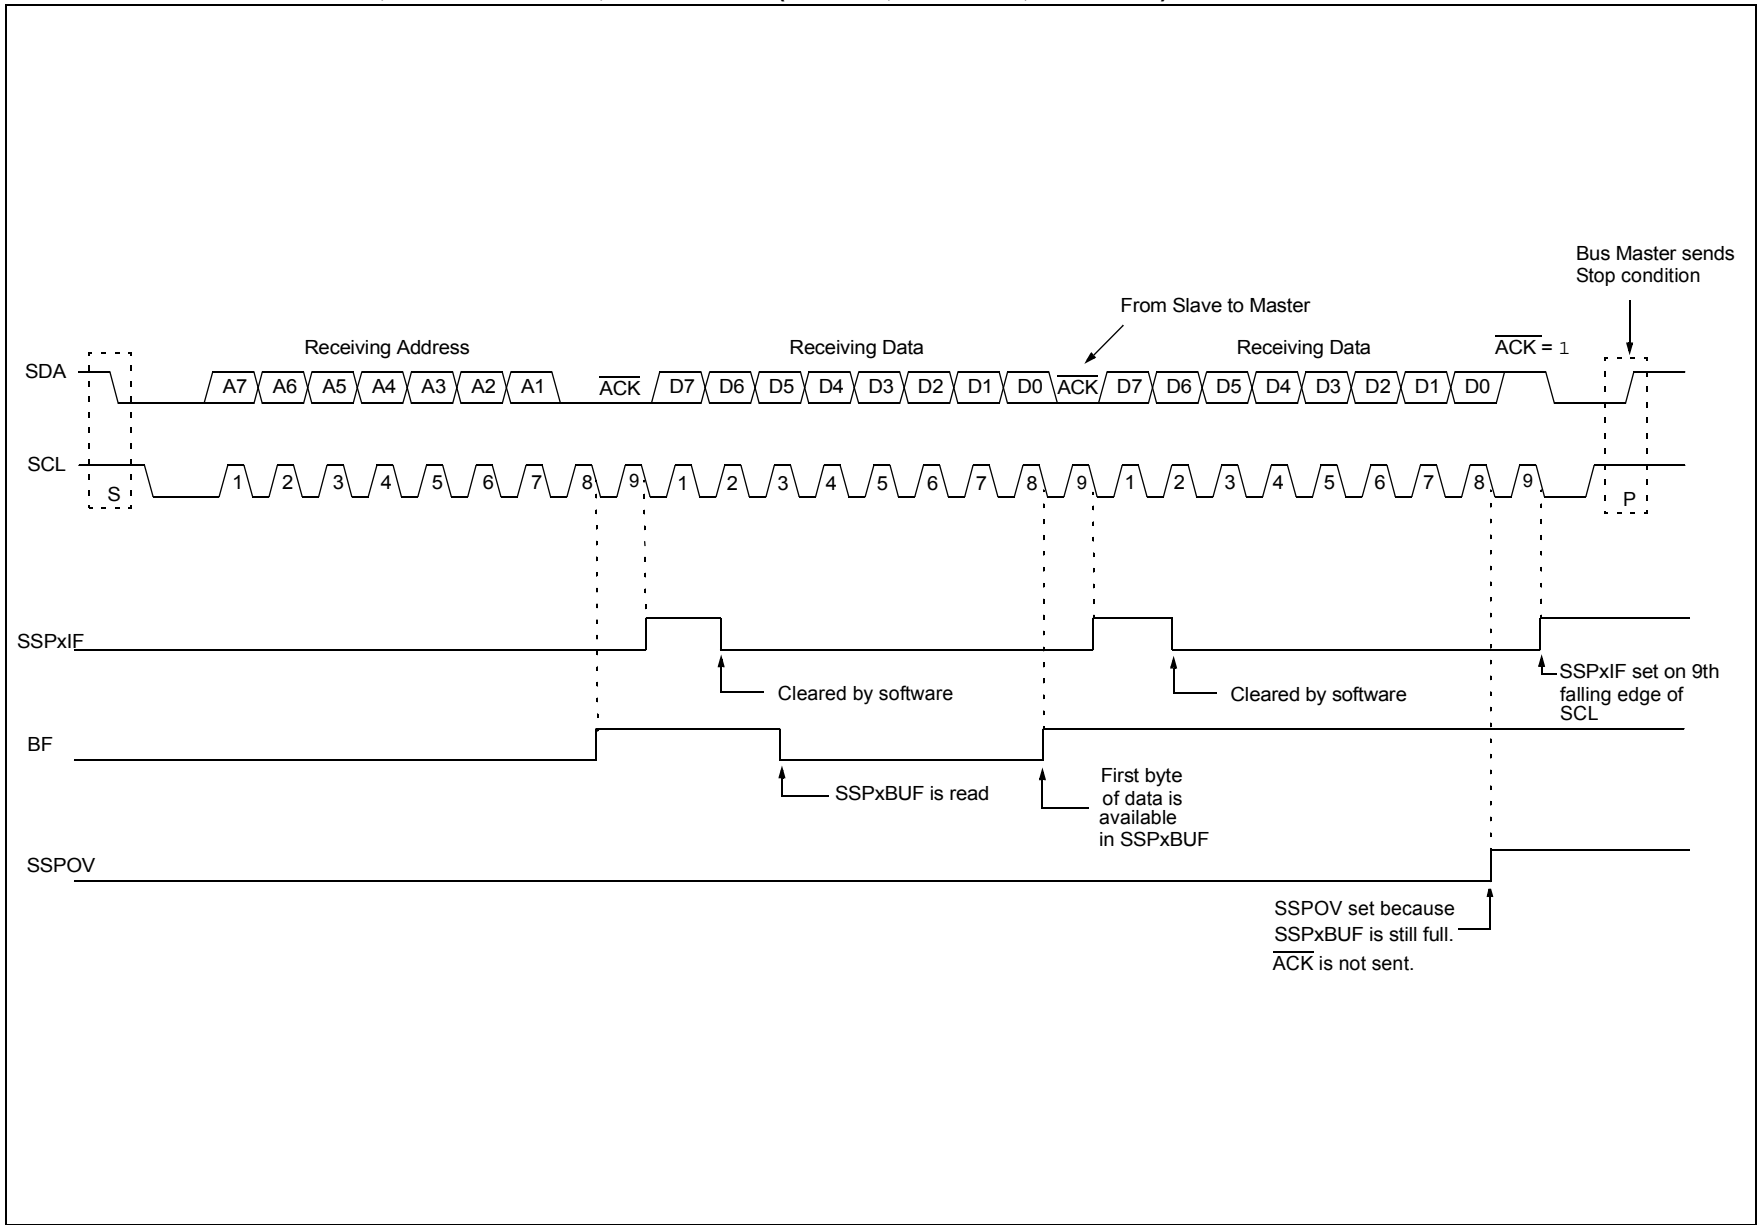 Bus Master sends
Stop condition
From Slave to Master
Receiving Address
Receiving Data
Receiving Data
ACK = 1
SDA
A7 A6 A5 A4 A3 A2 A1 ACK D7 D6 D5 D4 D3 D2 D1 D0 ACK D7 D6 D5 D4 D3 D2 D1 D0
SCL
S 1 2 3 4 5 6 7 8 9 1 2 3 4 5 6 7 8 9 1 2 3 4 5 6 7 8 9 P
SSPxIF
Cleared by software
Cleared by software
SSPxIF set on 9th
falling edge of
SCL
BF
SSPxBUF is read
First byte
of data is
available
in SSPxBUF
SSPOV
SSPOV set because
SSPxBUF is still full.
ACK is not sent.